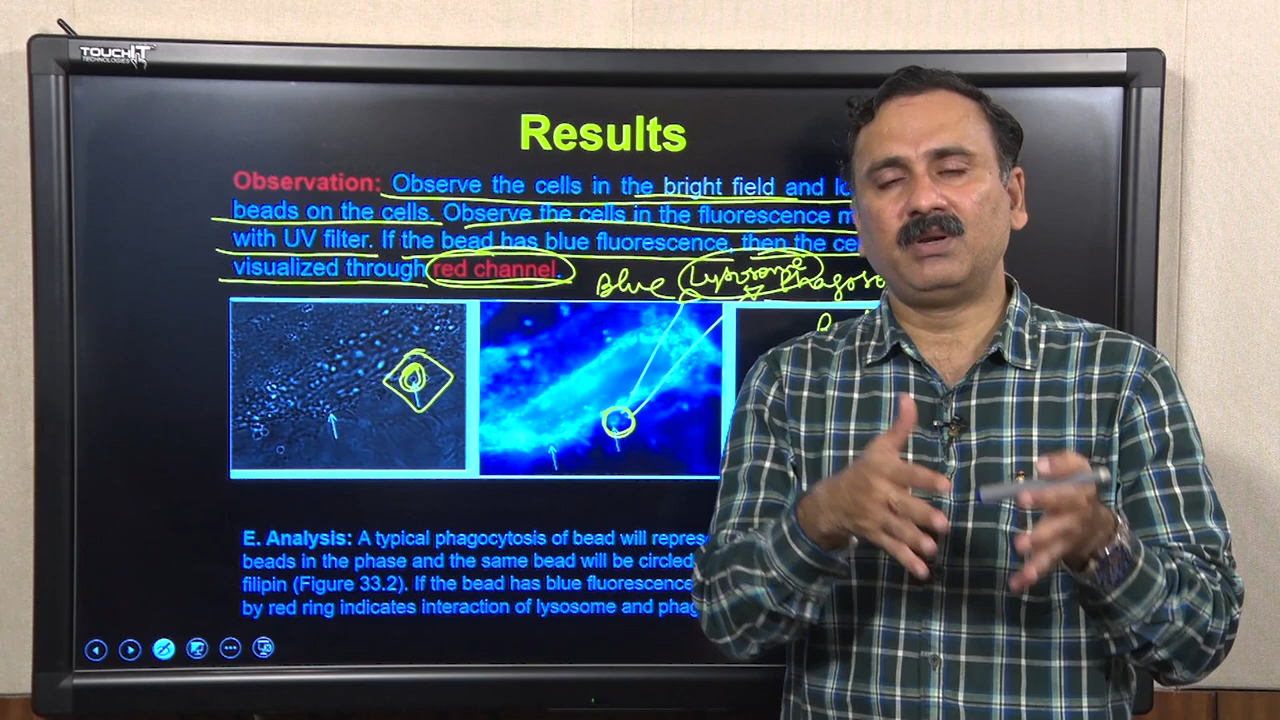 TOUCHIT
TECHNOLOGIES
Results
Observation: Observe the cells in the bright field and lo
beads on the cells. Observe the cells in the fluorescence m
with UV filter. If the bead has blue fluorescence, then the ce
visualized through red channel.
Blue Lysosome Phagoso
E. Analysis: A typical phagocytosis of bead will repres
beads in the phase and the same bead will be circled
filipin (Figure 33.2). If the bead has blue fluorescence
by red ring indicates interaction of lysosome and phag